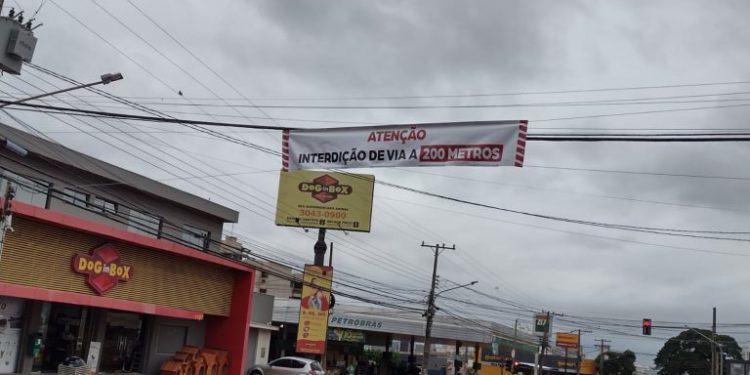 ATENÇÃO
INTERDIÇÃO DE VIA A 200 METROS
DOG in BOX
3043-0900
DOG in BOX
PETROBRAS